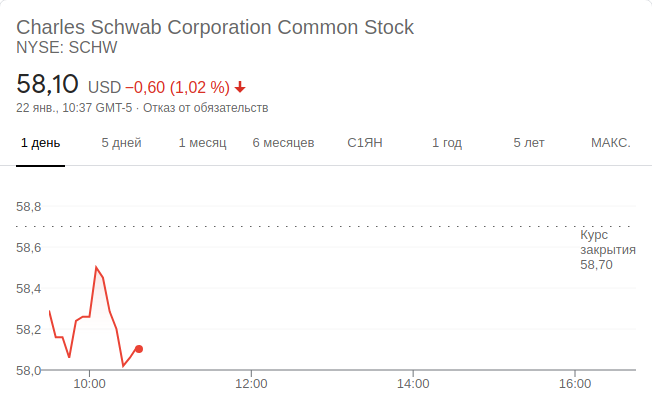 Charles Schwab Corporation Common Stock
NYSE: SCHW
58,10 USD −0,60 (1,02 %)
22 янв., 10:37 GMT-5 · Отказ от обязательств
1 день 5 дней 1 месяц 6 месяцев С1ЯН 1 год 5 лет МАКС.
58,8
Курс
закрытия
58,70
58,6
58,4
58,2
58,0
10:00 12:00 14:00 16:00